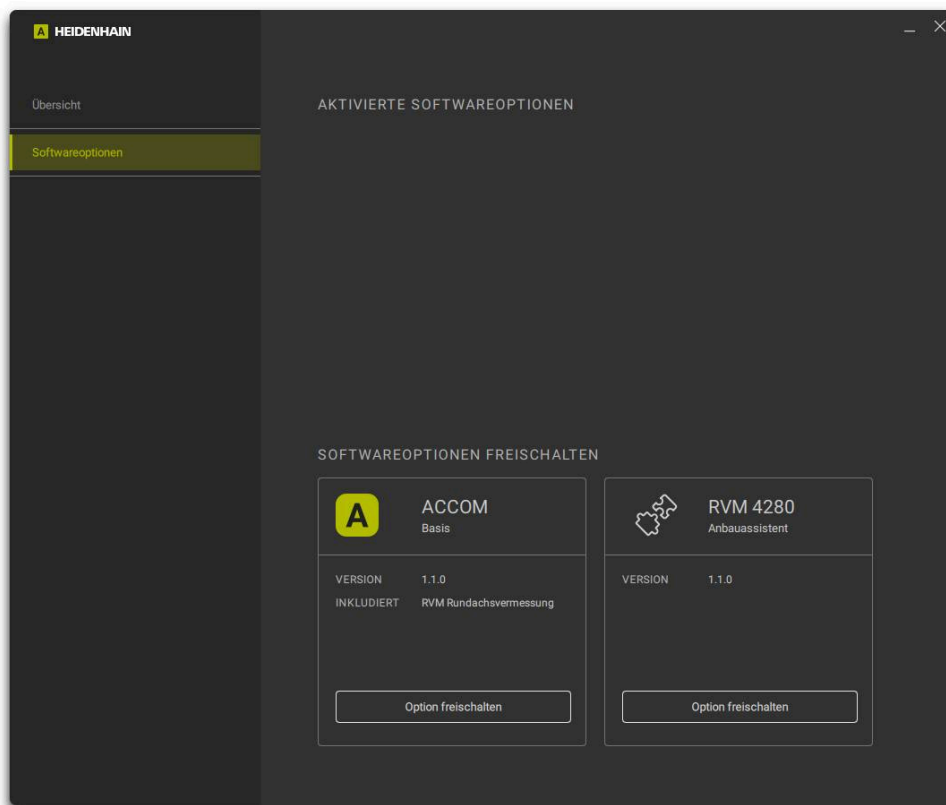 A HEIDENHAIN
Übersicht
Softwareoptionen
AKTIVIERTE SOFTWAREOPTIONEN
SOFTWAREOPTIONEN FREISCHALTEN
A
ACCOM
Basis
VERSION 1.1.0
INKLUDIERT RVM Rundachsvermessung
Option freischalten
RVM 4280
Anbauassistent
VERSION 1.1.0
Option freischalten